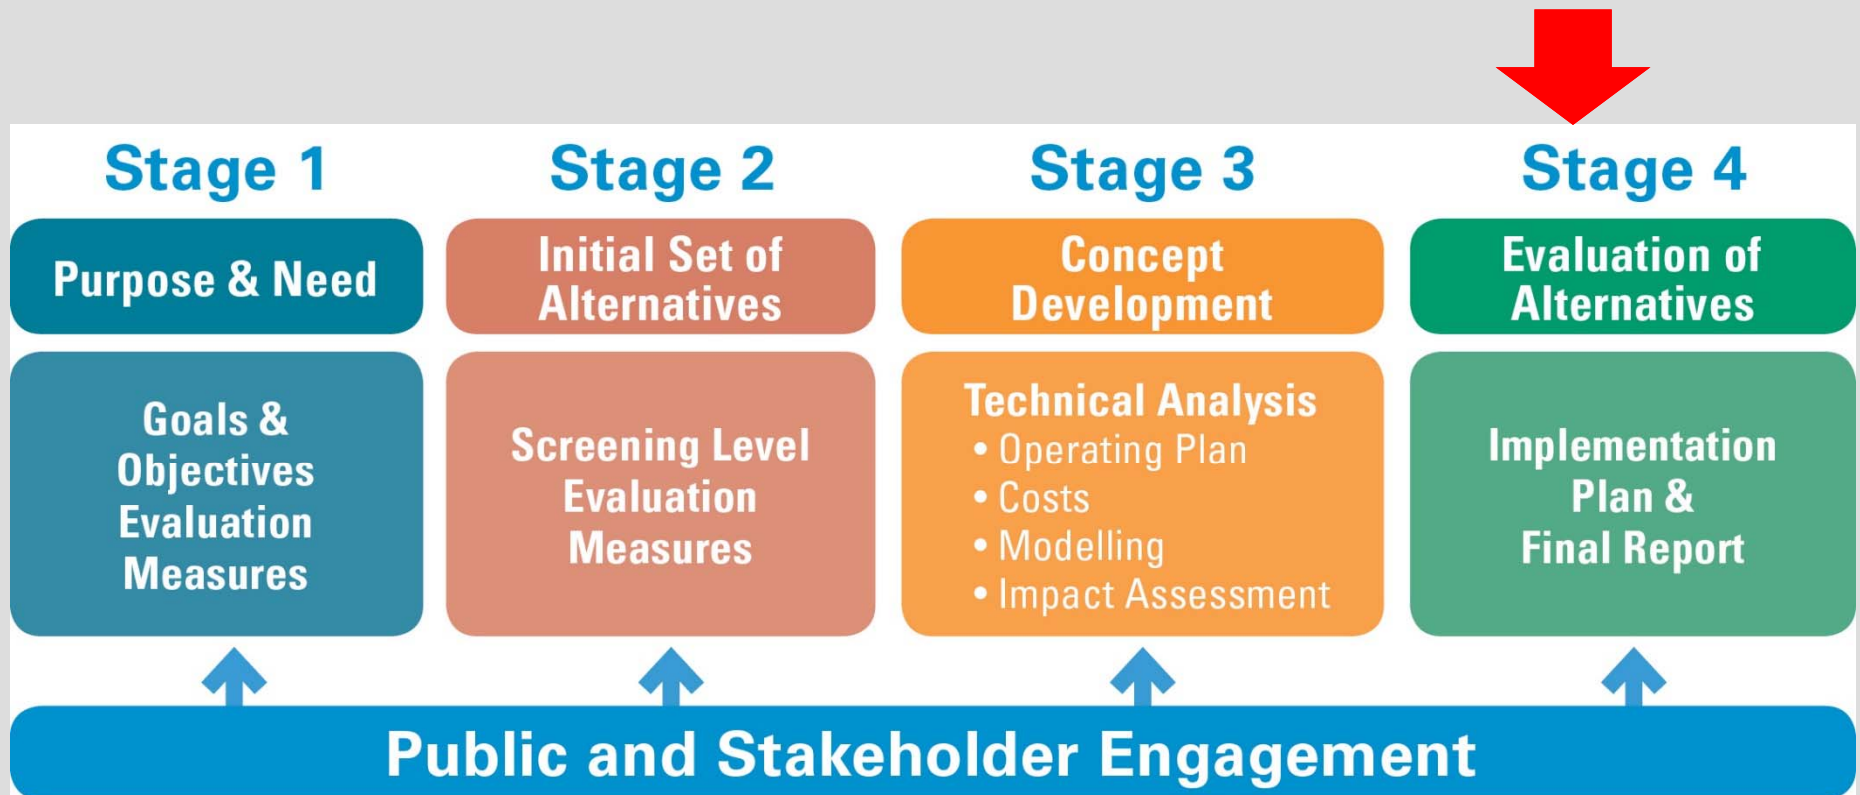 Stage 1
Purpose & Need
Goals &
Objectives
Evaluation
Measures
Stage 2
Initial Set of
Alternatives
Screening Level
Evaluation
Measures
Stage 3
Concept
Development
Technical Analysis
• Operating Plan
• Costs
• Modelling
• Impact Assessment
Stage 4
Evaluation of
Alternatives
Implementation
Plan &
Final Report
Public and Stakeholder Engagement